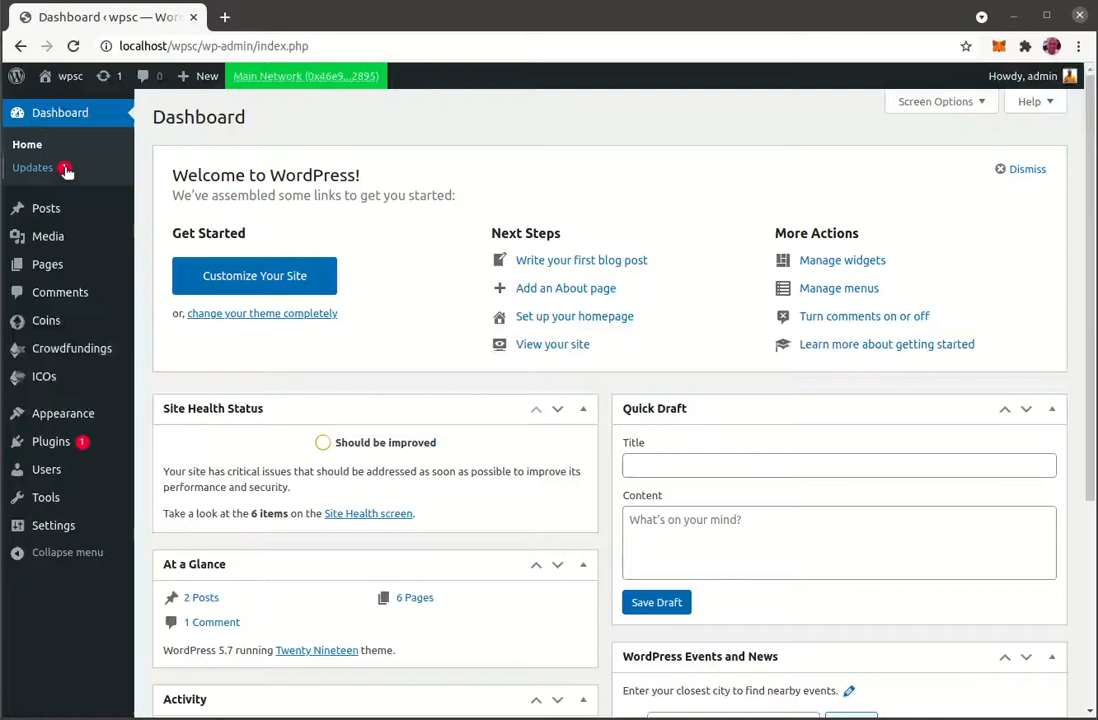 Dashboard ‹ wpsc — Wor
localhost/wpsc/wp-admin/index.php
wpsc 1 0 New Main Network (0x46e9...2895) Howdy, admin
Dashboard
Home
Updates
Posts
Media
Pages
Comments
Coins
Crowdfundings
ICOs
Appearance
Plugins 1
Users
Tools
Settings
Collapse menu
Screen Options Help
Dashboard
Welcome to WordPress!
Dismiss
We've assembled some links to get you started:
Get Started
Customize Your Site
or, change your theme completely
Next Steps
Write your first blog post
Add an About page
Set up your homepage
View your site
More Actions
Manage widgets
Manage menus
Turn comments on or off
Learn more about getting started
Site Health Status
Should be improved
Your site has critical issues that should be addressed as soon as possible to improve its
performance and security.
Take a look at the 6 items on the Site Health screen.
At a Glance
2 Posts 6 Pages
1 Comment
WordPress 5.7 running Twenty Nineteen theme.
Activity
Quick Draft
Title
Content
What's on your mind?
Save Draft
WordPress Events and News
Enter your closest city to find nearby events.